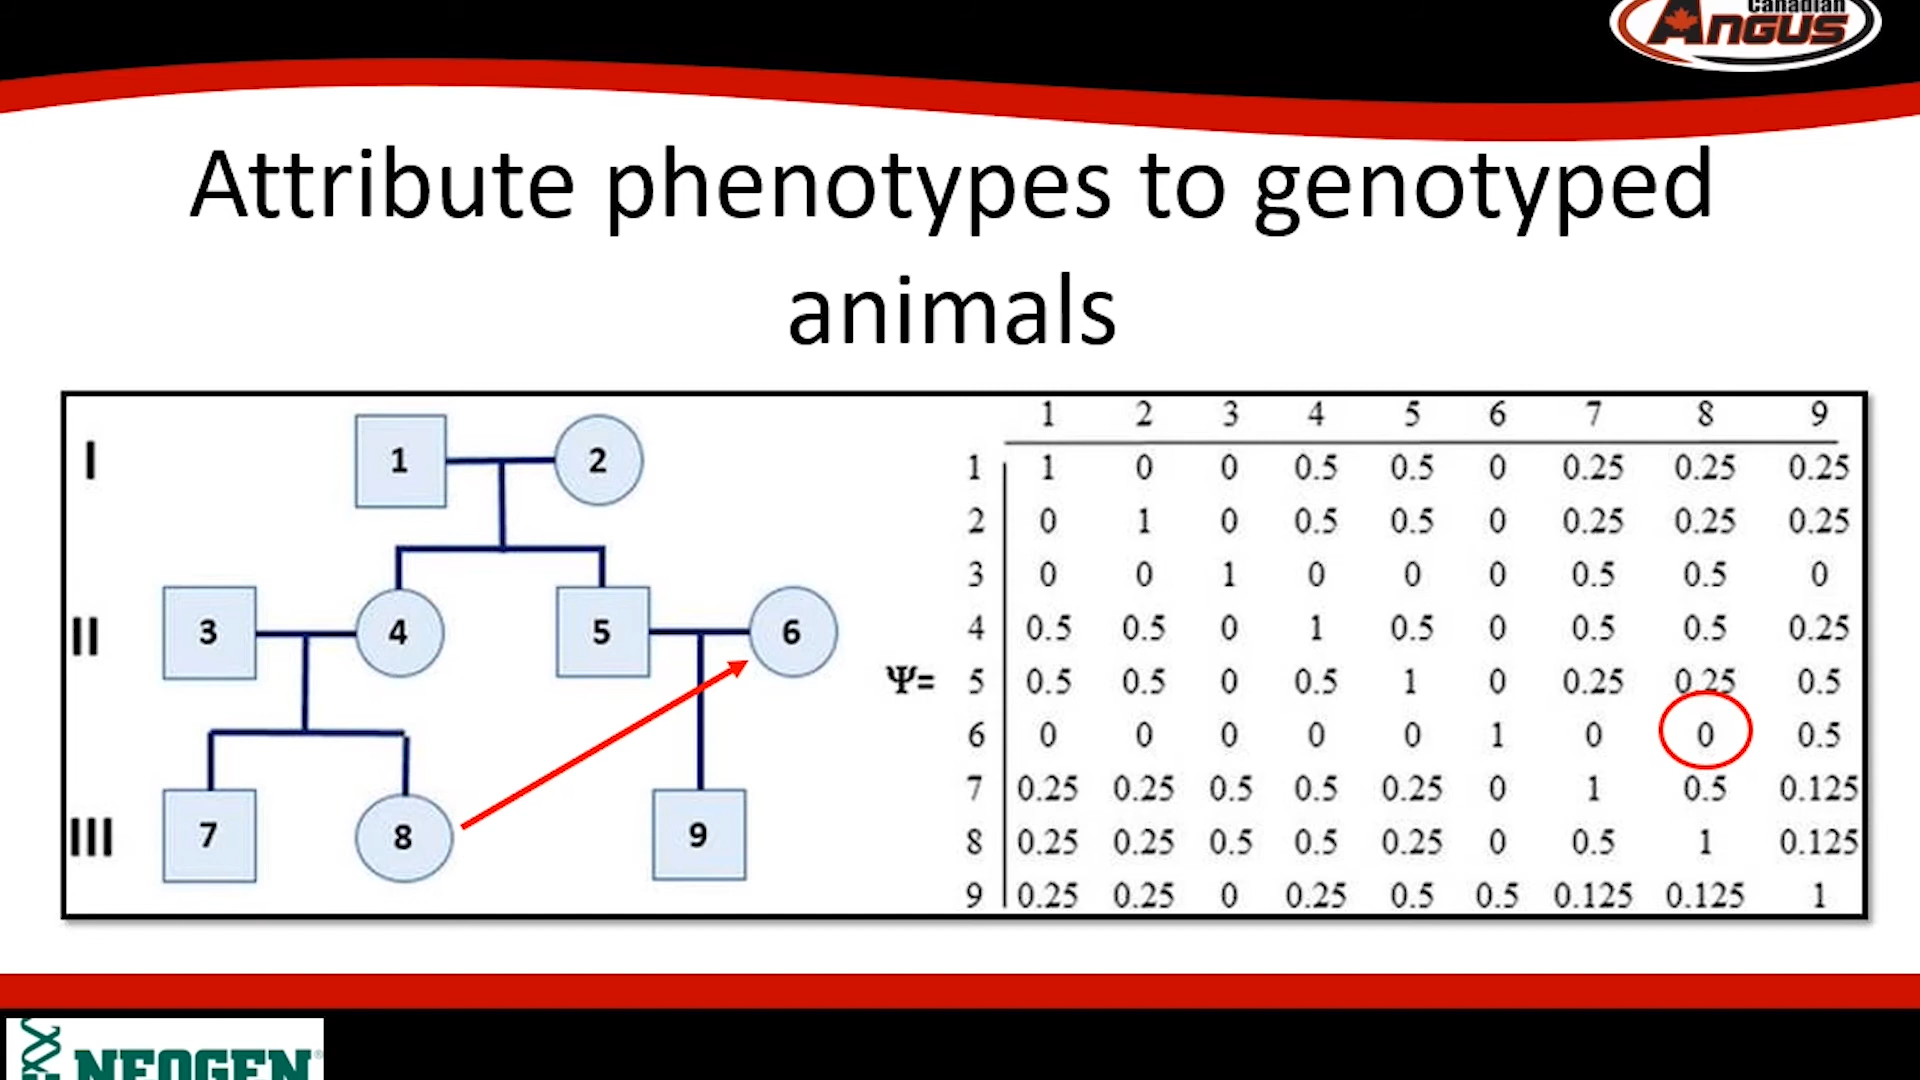 Canadian
ANGUS
Attribute phenotypes to genotyped
animals
I
1
2
II
3
4
5
6
III
7
8
9
Ψ=
1 2 3 4 5 6 7 8 9
1 1 0 0 0.5 0.5 0 0.25 0.25 0.25
2 0 1 0 0.5 0.5 0 0.25 0.25 0.25
3 0 0 1 0 0 0 0.5 0.5 0
4 0.5 0.5 0 1 0.5 0 0.5 0.5 0.25
5 0.5 0.5 0 0.5 1 0 0.25 0.25 0.5
6 0 0 0 0 0 1 0 0 0.5
7 0.25 0.25 0.5 0.5 0.25 0 1 0.5 0.125
8 0.25 0.25 0.5 0.5 0.25 0 0.5 1 0.125
9 0.25 0.25 0 0.25 0.5 0.5 0.125 0.125 1
NEOGEN®